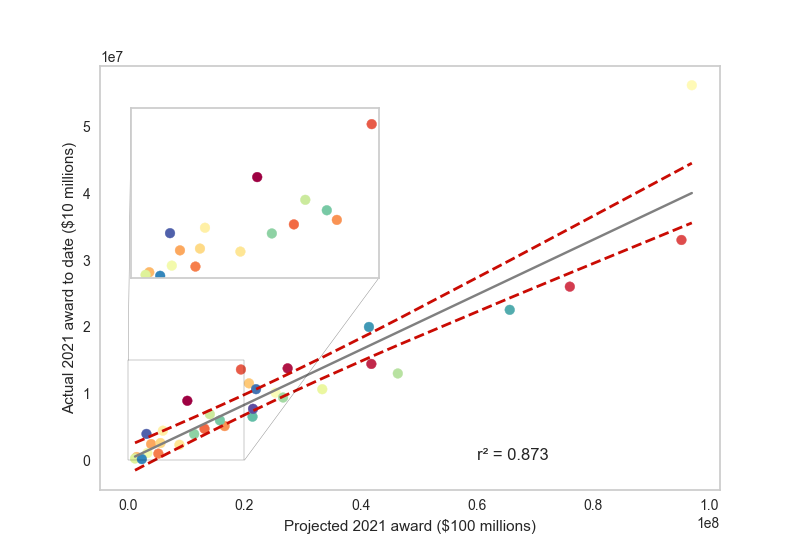 1e7
5
4
3
2
1
0
Actual 2021 award to date ($10 millions)
r² = 0.873
0.0
0.2
0.4
0.6
0.8
1.0
Projected 2021 award ($100 millions)
1e8